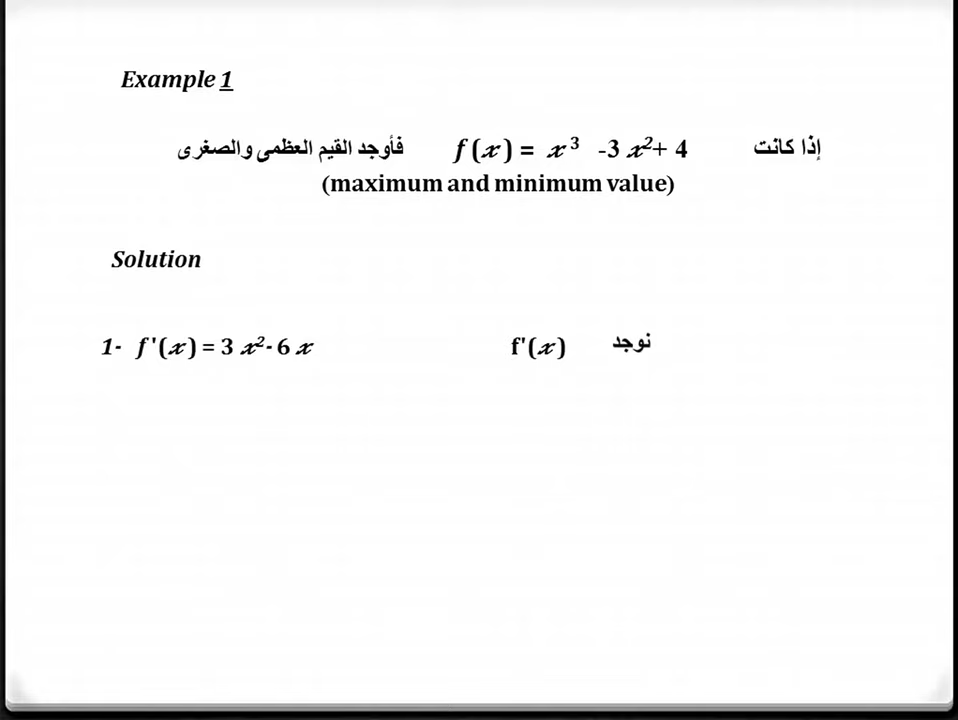 Example 1
إذا كانت f (x) = x³ -3 x²+ 4 فأوجد القيم العظمى والصغرى
(maximum and minimum value)
Solution
1- f '(x) = 3 x²- 6 x نوجد f'(x)